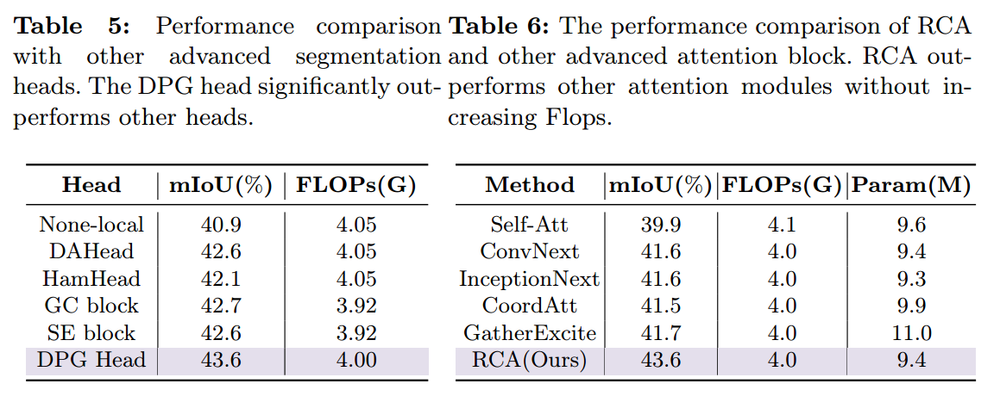 Table 5: Performance comparison
with other advanced segmentation
heads. The DPG head significantly out-
performs other heads.
Head mIoU(%) FLOPs(G)
None-local 40.9 4.05
DAHead 42.6 4.05
HamHead 42.1 4.05
GC block 42.7 3.92
SE block 42.6 3.92
DPG Head 43.6 4.00
Table 6: The performance comparison of RCA
and other advanced attention block. RCA out-
performs other attention modules without in-
creasing Flops.
Method mIoU(%) FLOPs(G) Param(M)
Self-Att 39.9 4.1 9.6
ConvNext 41.6 4.0 9.4
InceptionNext 41.6 4.0 9.3
CoordAtt 41.5 4.0 9.9
GatherExcite 41.7 4.0 11.0
RCA(Ours) 43.6 4.0 9.4